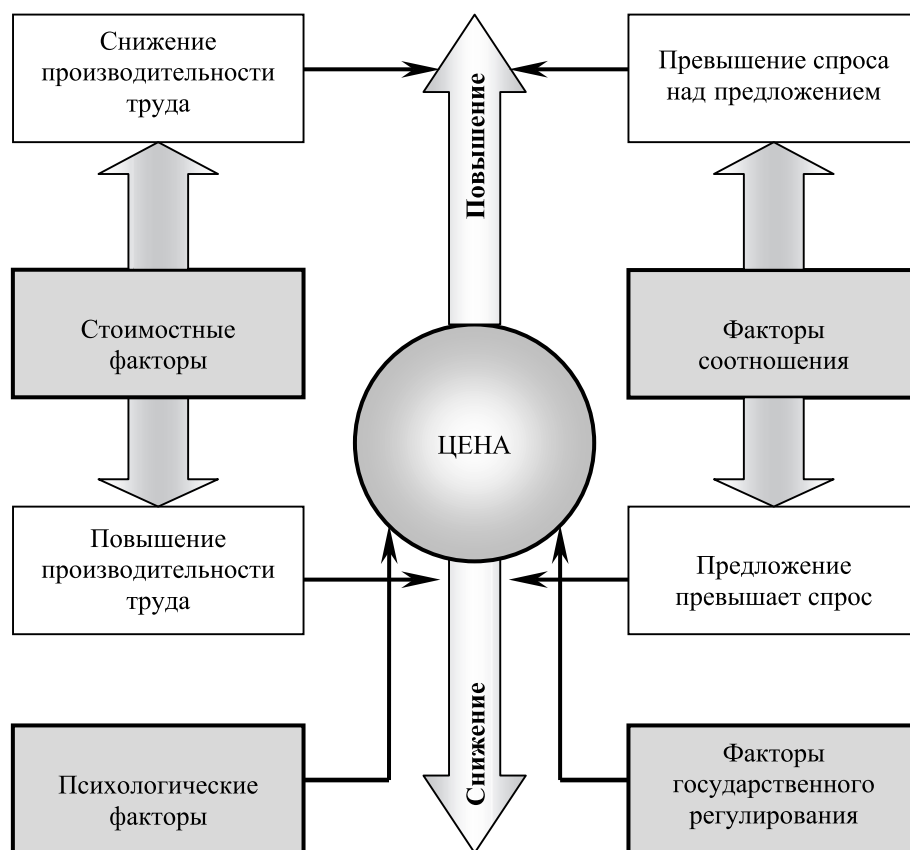 Снижение
производительности
труда
Повышение
Превышение спроса
над предложением
Стоимостные
факторы
Факторы
соотношения
ЦЕНА
Повышение
производительности
труда
Предложение
превышает спрос
Снижение
Психологические
факторы
Факторы
государственного
регулирования